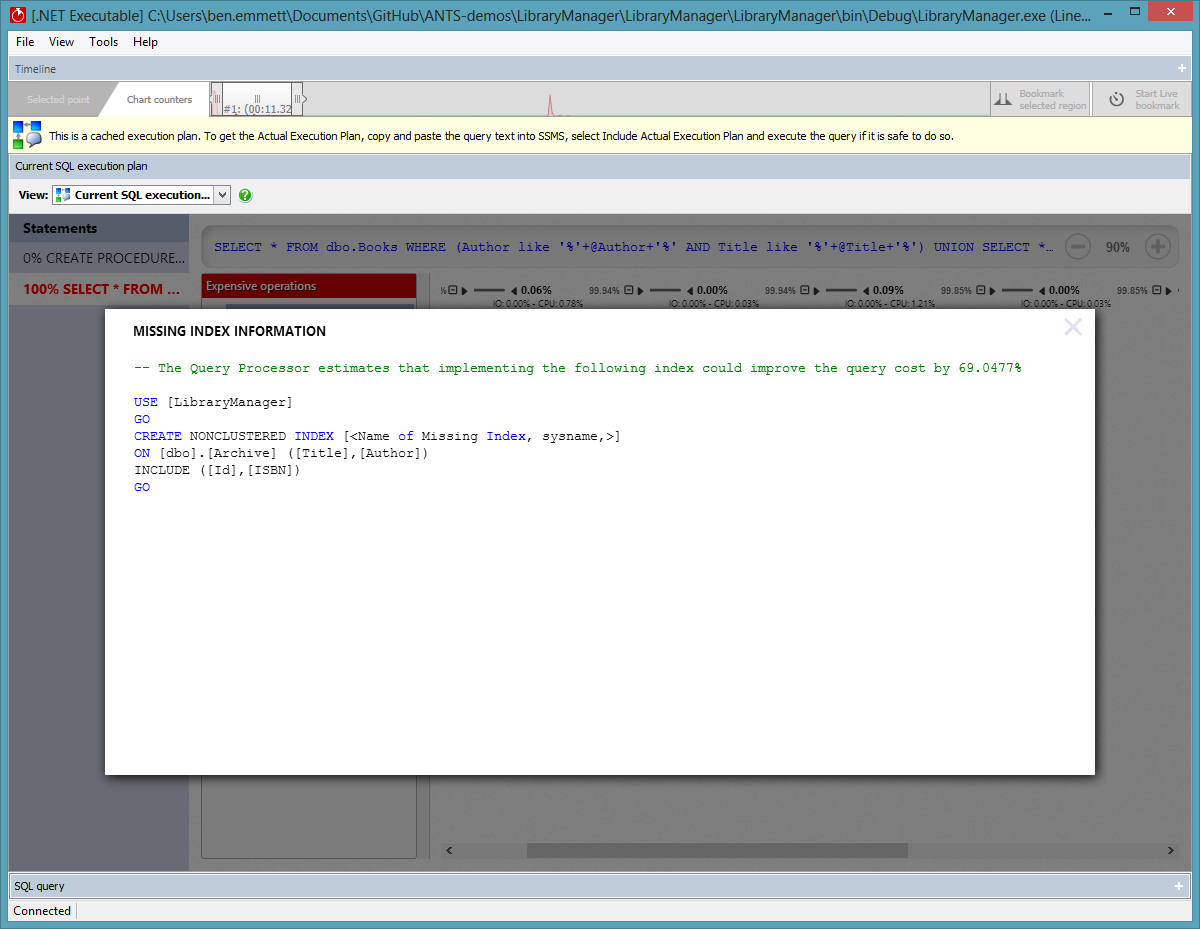 [.NET Executable] C:\Users\ben.emmett\Documents\GitHub\ANTS-demos\LibraryManager\LibraryManager\LibraryManager\bin\Debug\LibraryManager.exe (Line...
File View Tools Help
Timeline
Selected point
Chart counters
#1: (00:11.32
Bookmark
selected region
Start Live
bookmark
This is a cached execution plan. To get the Actual Execution Plan, copy and paste the query text into SSMS, select Include Actual Execution Plan and execute the query if it is safe to do so.
Current SQL execution plan
View: Current SQL execution...
Statements
0% CREATE PROCEDURE...
100% SELECT * FROM ...
SELECT * FROM dbo.Books WHERE (Author like '%'+@Author+'%' AND Title like '%'+@Title+'%') UNION SELECT *...
90%
Expensive operations
% 0.06% 99.94% 0.00% 99.94% 0.09% 99.85% 0.00% 99.85%
IO: 0.00% - CPU: 0.78% IO: 0.00% - CPU: 0.03% IO: 0.00% - CPU: 1.21% IO: 0.00% - CPU: 0.03%
MISSING INDEX INFORMATION
-- The Query Processor estimates that implementing the following index could improve the query cost by 69.0477%
USE [LibraryManager]
GO
CREATE NONCLUSTERED INDEX [<Name of Missing Index, sysname,>]
ON [dbo].[Archive] ([Title],[Author])
INCLUDE ([Id],[ISBN])
GO
SQL query
Connected